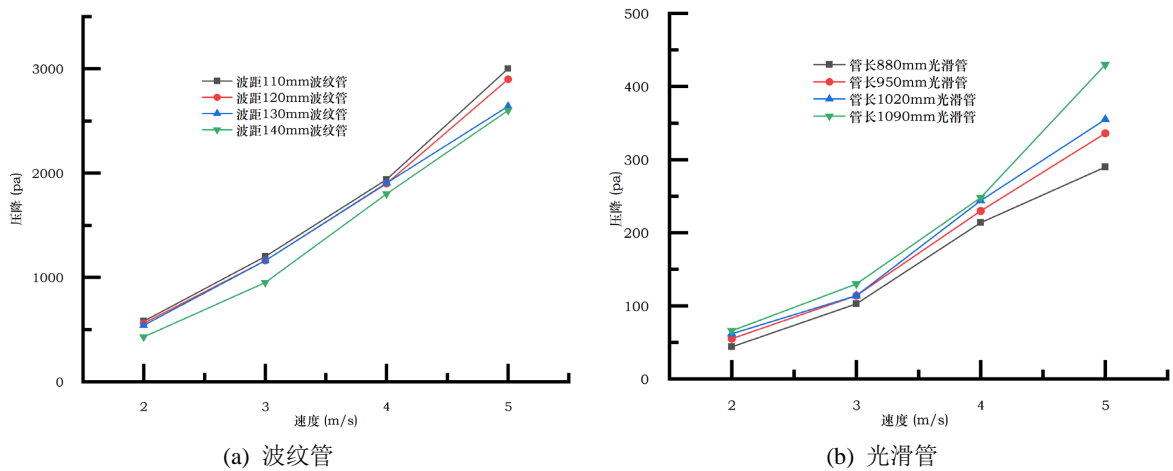 3000
2000
1000
0
压降 (pa)
波距110mm波纹管
波距120mm波纹管
波距130mm波纹管
波距140mm波纹管
2 3 4 5
速度 (m/s)
(a) 波纹管
500
400
300
200
100
0
压降 (pa)
管长880mm光滑管
管长950mm光滑管
管长1020mm光滑管
管长1090mm光滑管
2 3 4 5
速度 (m/s)
(b) 光滑管